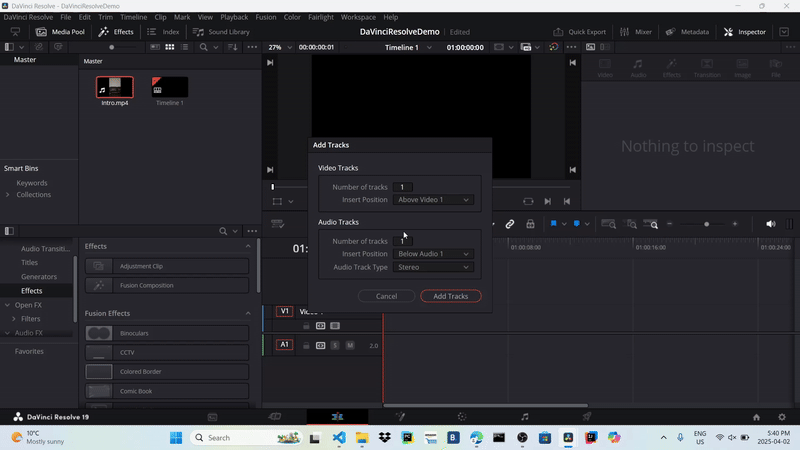 DaVinci Resolve - DaVinciResolveDemo
DaVinci Resolve File Edit Trim Timeline Clip Mark View Playback Fusion Color Fairlight Workspace Help
Media Pool Effects Index Sound Library DaVinciResolveDemo Edited Quick Export Mixer Metadata Inspector
27% 00:00:00:01 Timeline 1 01:00:00:00
Master Master
Video Audio Effects Transition Image File
intro.mp4 Timeline 1
Nothing to inspect
Add Tracks
Video Tracks
Number of tracks 1
Insert Position Above Video 1
Audio Tracks
Number of tracks 1
Insert Position Below Audio 1
Audio Track Type Stereo
Cancel Add Tracks
Smart Bins
Keywords
Collections
Audio Transiti...
Titles
Generators
Effects
Open FX
Filters
Audio FX
Favorites
Effects
Adjustment Clip
Fusion Composition
Fusion Effects
Binoculars
CCTV
Colored Border
Comic Book
01:
01:00:08:00 01:00:16:00 01:00:24:00
V1
A1 S M 2.0
DaVinci Resolve 19
10°C
Mostly sunny
Search
ENG
US
5:40 PM
2025-04-02